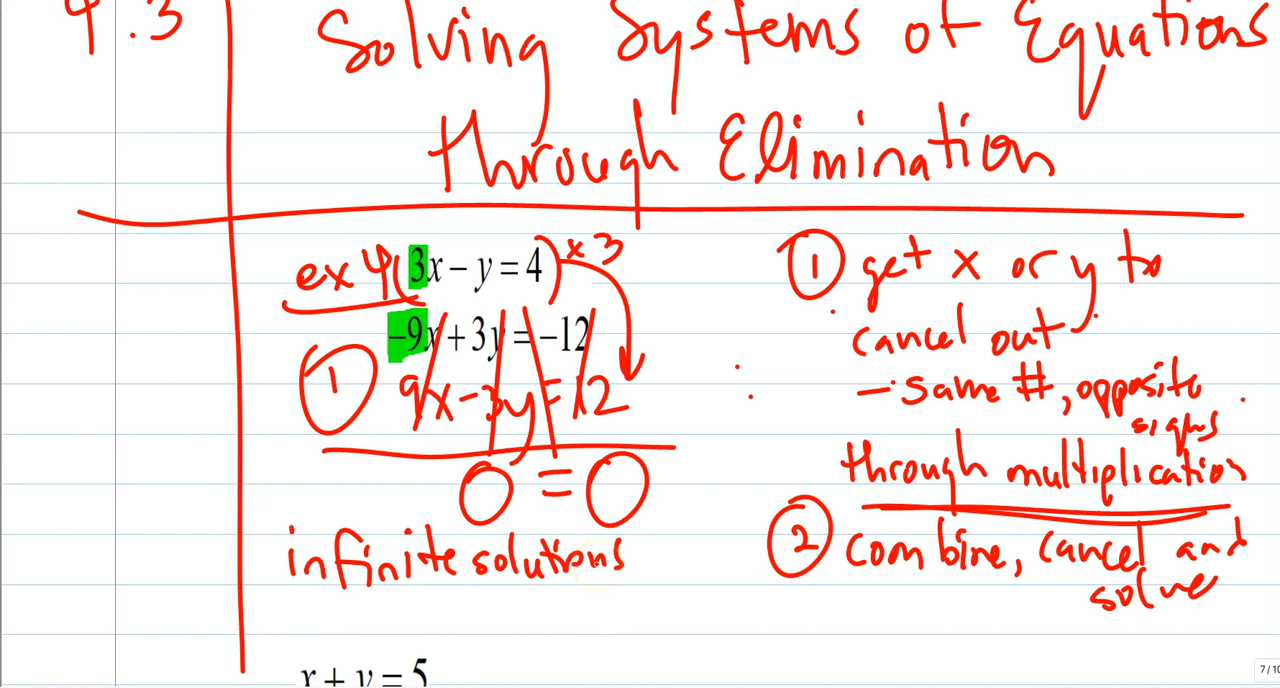 4.3
Solving Systems of Equations
through Elimination
ex 4 (3x − y = 4) × 3
−9x + 3y = −12
① 9x − 3y = 12
0 = 0
infinite solutions
① get x or y to
cancel out
– same #, opposite
signs
through multiplication
② combine, cancel and
solve
x + y = 5
7/10